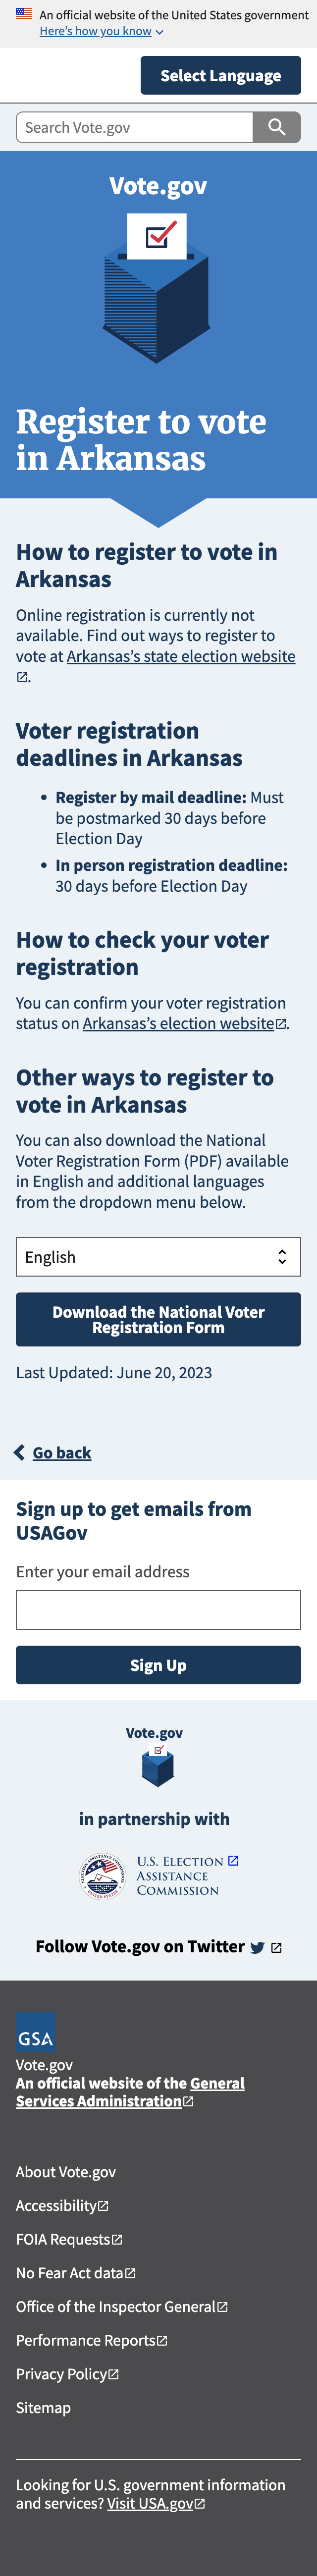 An official website of the United States government
Here's how you know
Select Language
Search Vote.gov
Vote.gov
Register to vote
in Arkansas
How to register to vote in
Arkansas
Online registration is currently not
available. Find out ways to register to
vote at Arkansas's state election website
.
Voter registration
deadlines in Arkansas
• Register by mail deadline: Must
be postmarked 30 days before
Election Day
• In person registration deadline:
30 days before Election Day
How to check your voter
registration
You can confirm your voter registration
status on Arkansas's election website.
Other ways to register to
vote in Arkansas
You can also download the National
Voter Registration Form (PDF) available
in English and additional languages
from the dropdown menu below.
English
Download the National Voter
Registration Form
Last Updated: June 20, 2023
Go back
Sign up to get emails from
USAGov
Enter your email address
Sign Up
Vote.gov
in partnership with
U.S. ELECTION
ASSISTANCE
COMMISSION
Follow Vote.gov on Twitter
GSA
Vote.gov
An official website of the General
Services Administration
About Vote.gov
Accessibility
FOIA Requests
No Fear Act data
Office of the Inspector General
Performance Reports
Privacy Policy
Sitemap
Looking for U.S. government information
and services? Visit USA.gov